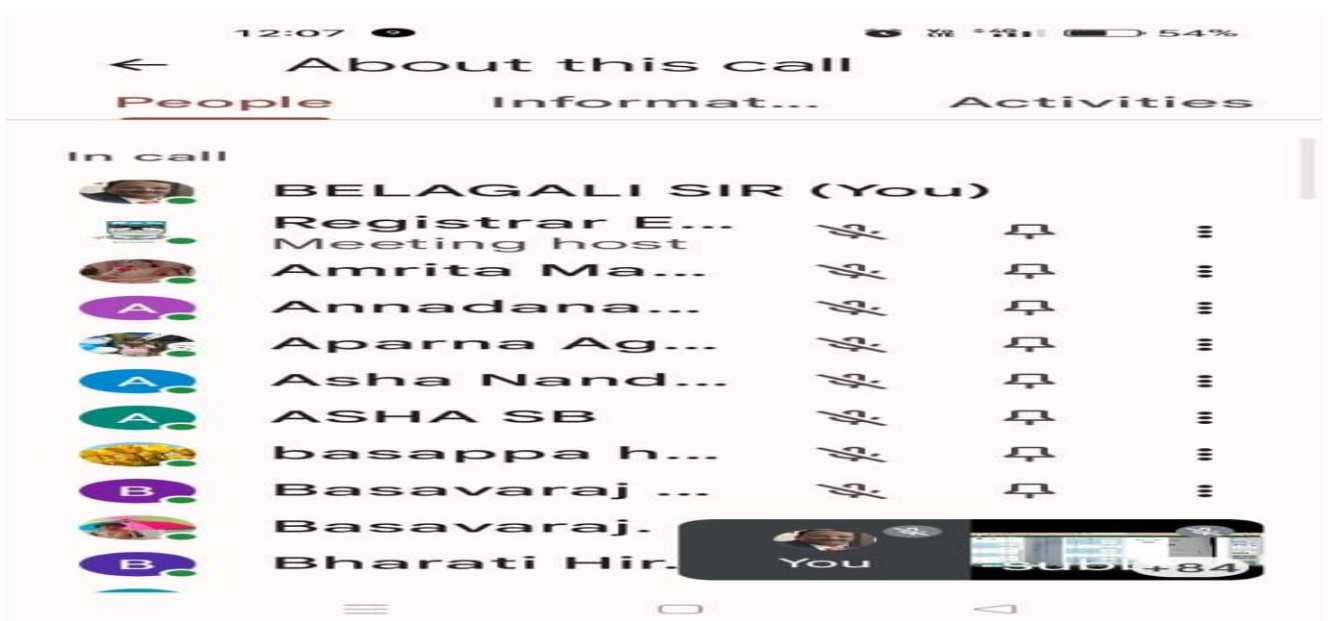 12:07 9 54%
About this call
People Informat... Activities
In call
BELAGALI SIR (You)
Registrar E...
Meeting host
Amrita Ma...
A Annadana...
Aparna Ag...
A Asha Nand...
A ASHA SB
basappa h...
B Basavaraj ...
Basavaraj.
B Bharati Hir.
You +84